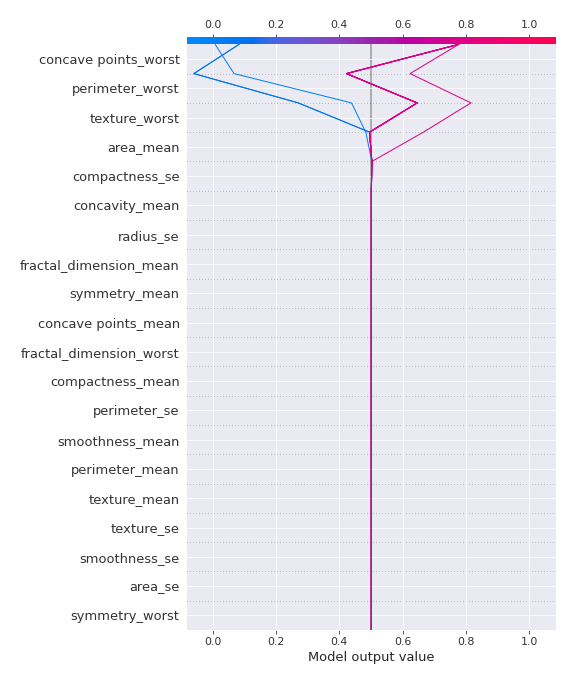 0.0 0.2 0.4 0.6 0.8 1.0
concave points_worst
perimeter_worst
texture_worst
area_mean
compactness_se
concavity_mean
radius_se
fractal_dimension_mean
symmetry_mean
concave points_mean
fractal_dimension_worst
compactness_mean
perimeter_se
smoothness_mean
perimeter_mean
texture_mean
texture_se
smoothness_se
area_se
symmetry_worst
0.0 0.2 0.4 0.6 0.8 1.0
Model output value